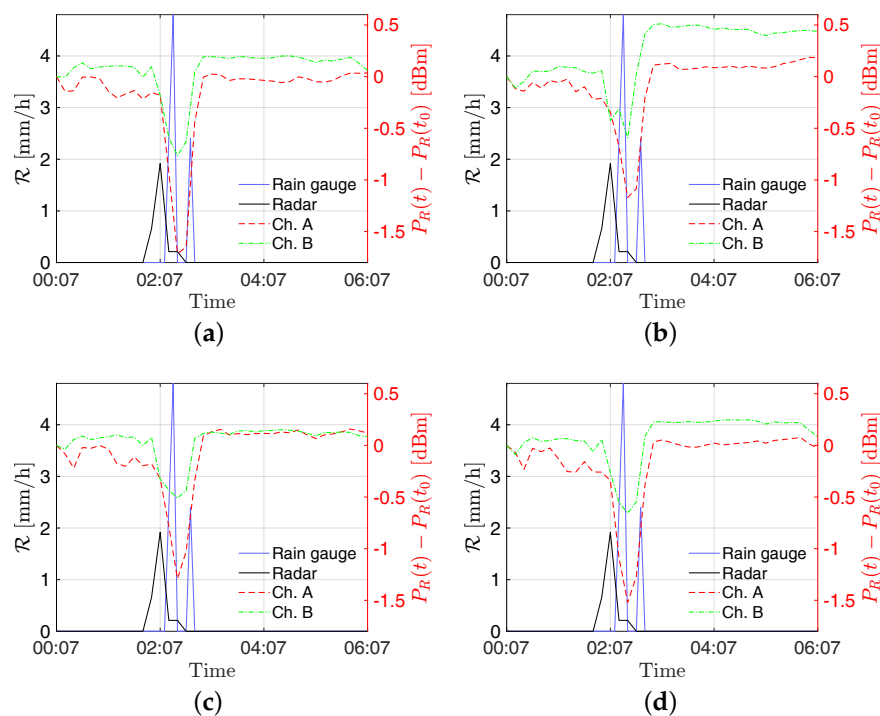 4
3
2
1
0
0.5
0
-0.5
-1
-1.5
R [mm/h]
P_R(t) − P_R(t_0) [dBm]
Rain gauge
Radar
Ch. A
Ch. B
00:07 02:07 04:07 06:07
Time
(a)
4
3
2
1
0
0.5
0
-0.5
-1
-1.5
R [mm/h]
P_R(t) − P_R(t_0) [dBm]
Rain gauge
Radar
Ch. A
Ch. B
00:07 02:07 04:07 06:07
Time
(b)
4
3
2
1
0
0.5
0
-0.5
-1
-1.5
R [mm/h]
P_R(t) − P_R(t_0) [dBm]
Rain gauge
Radar
Ch. A
Ch. B
00:07 02:07 04:07 06:07
Time
(c)
4
3
2
1
0
0.5
0
-0.5
-1
-1.5
R [mm/h]
P_R(t) − P_R(t_0) [dBm]
Rain gauge
Radar
Ch. A
Ch. B
00:07 02:07 04:07 06:07
Time
(d)